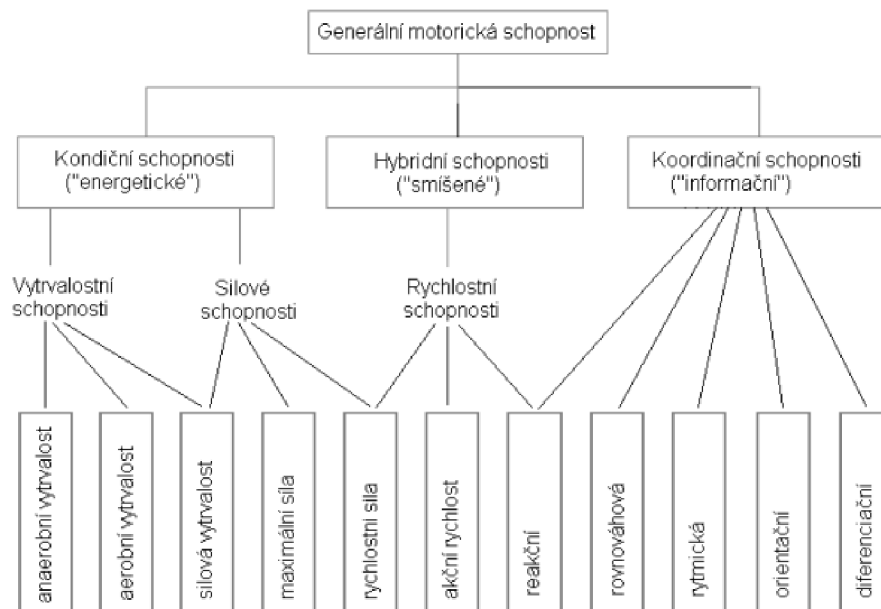 Generální motorická schopnost
Kondiční schopnosti
("energetické")
Hybridní schopnosti
("smíšené")
Koordinační schopnosti
("informační")
Vytrvalostní
schopnosti
Silové
schopnosti
Rychlostní
schopnosti
anaerobní vytrvalost
aerobní vytrvalost
silová vytrvalost
maximální síla
rychlostní síla
akční rychlost
reakční
rovnováhová
rytmická
orientační
diferenciační